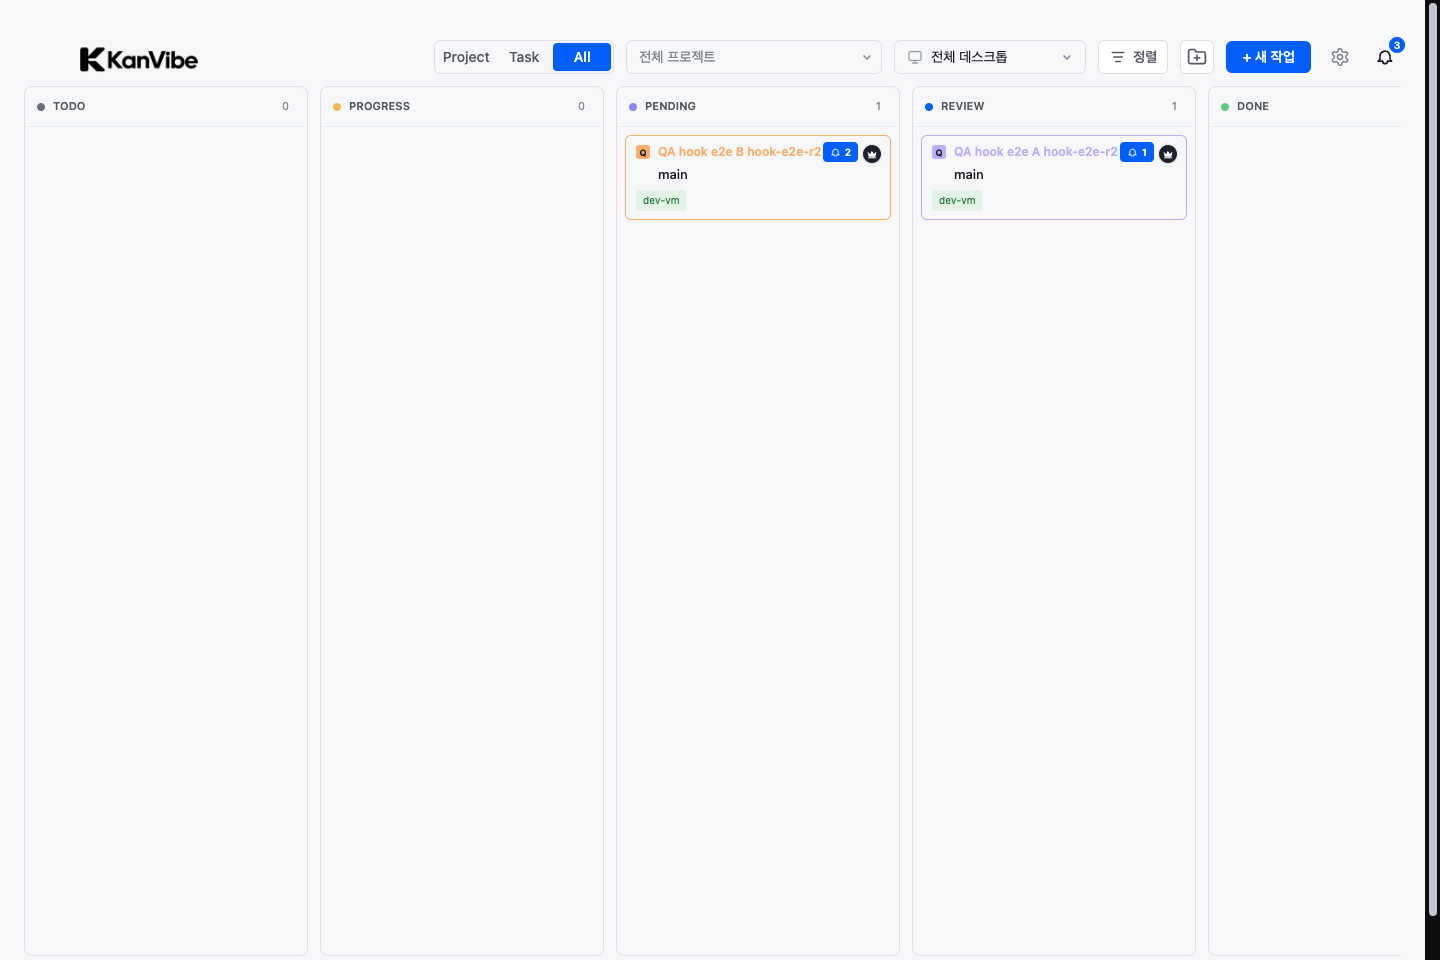 KanVibe
Project Task All
전체 프로젝트
전체 데스크톱
정렬
+ 새 작업
3
TODO 0
PROGRESS 0
PENDING 1
Q QA hook e2e B hook-e2e-r2 2
main
dev-vm
REVIEW 1
Q QA hook e2e A hook-e2e-r2 1
main
dev-vm
DONE